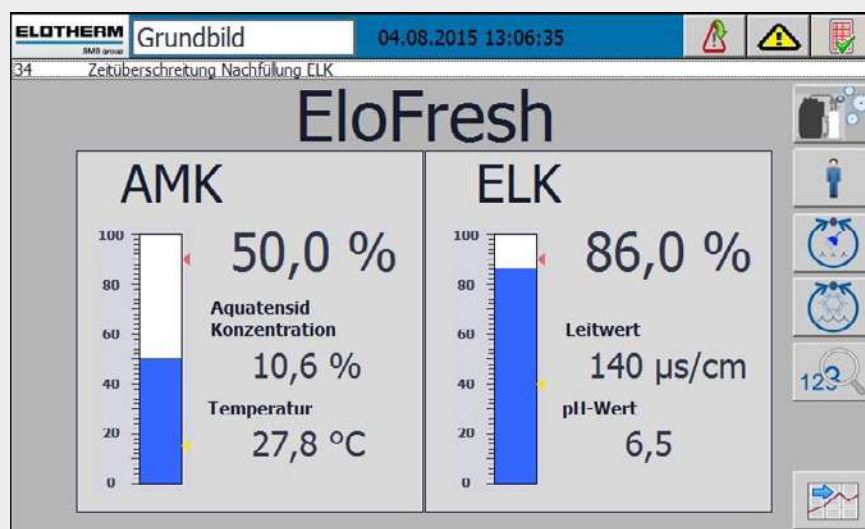 ELOTHERM
SMS group
Grundbild
04.08.2015 13:06:35
34 Zeitüberschreitung Nachfüllung ELK
EloFresh
AMK
100
80
60
40
20
0
50,0 %
Aquatensid
Konzentration
10,6 %
Temperatur
27,8 °C
ELK
100
80
60
40
20
0
86,0 %
Leitwert
140 µs/cm
pH-Wert
6,5
123